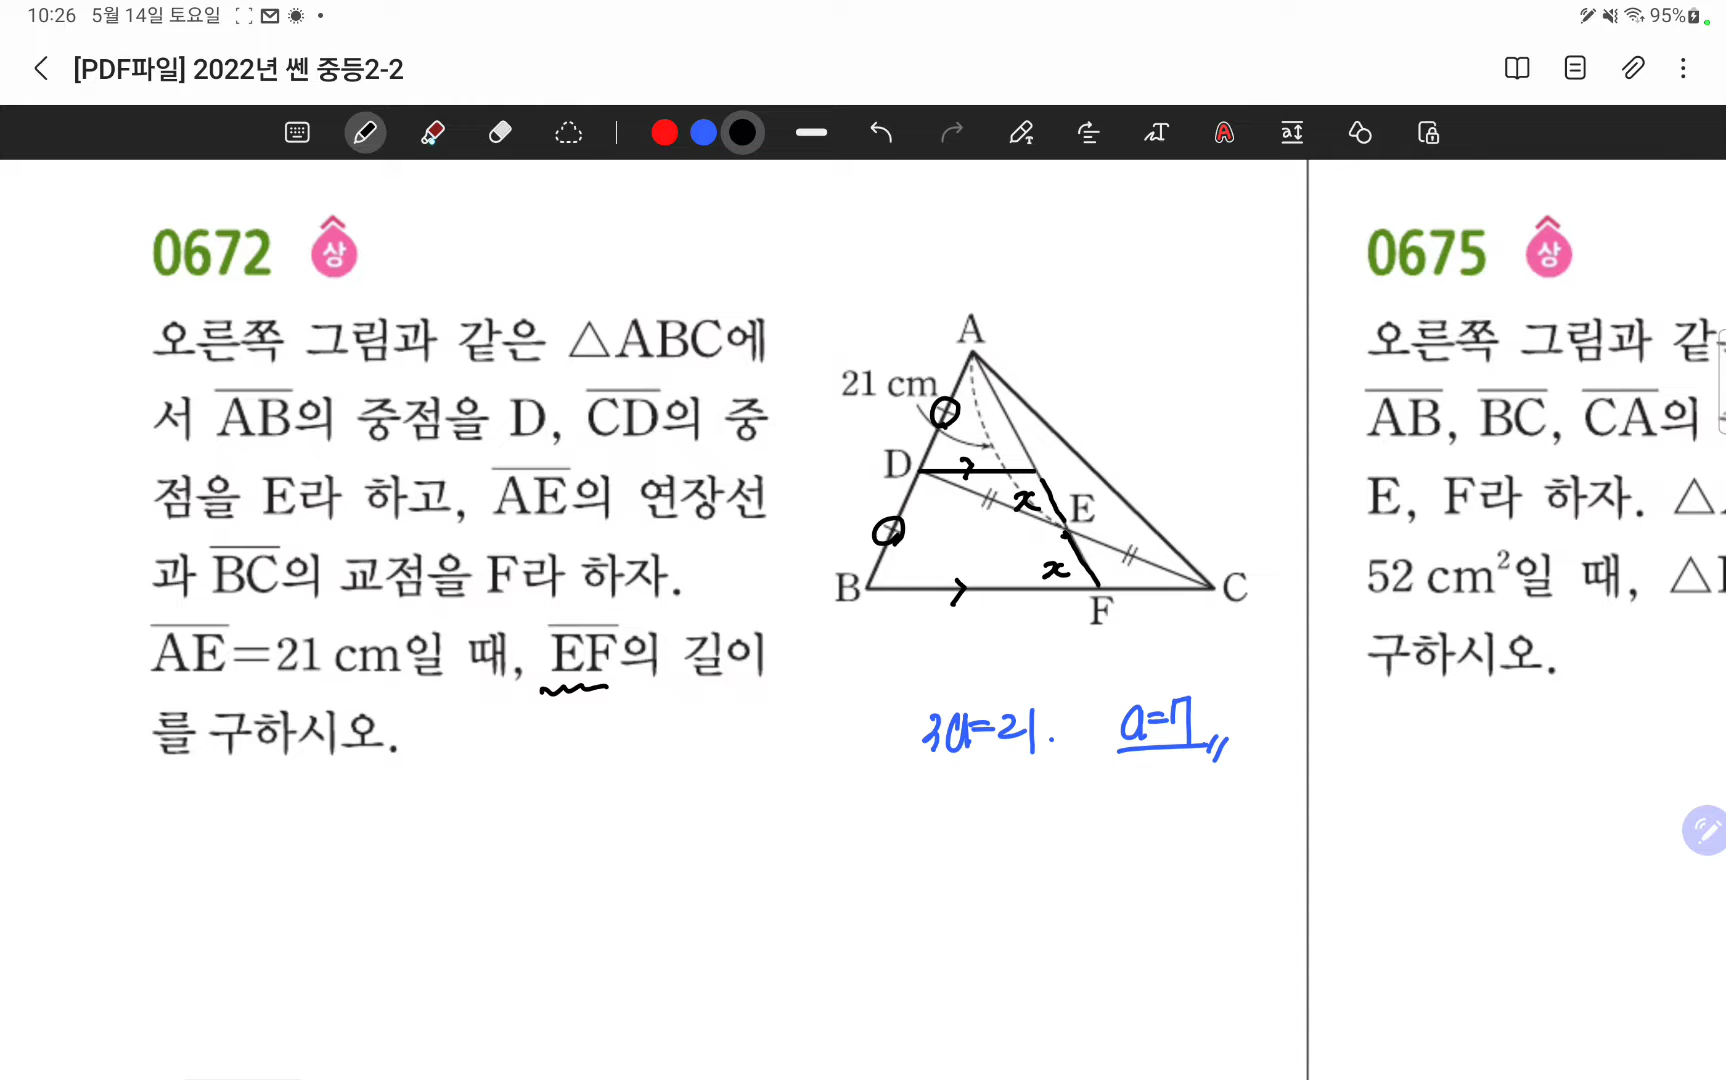 10:26 5월 14일 토요일
95%
[PDF파일] 2022년 쎈 중등2-2
0672 상
오른쪽 그림과 같은 △ABC에
서 AB의 중점을 D, CD의 중
점을 E라 하고, AE의 연장선
과 BC의 교점을 F라 하자.
AE=21 cm일 때, EF의 길이
를 구하시오.
A
21 cm
D
x
E
x
B
F
C
3a=21. a=7
0675 상
오른쪽 그림과 같
AB, BC, CA의
E, F라 하자. △
52 cm²일 때, △
구하시오.